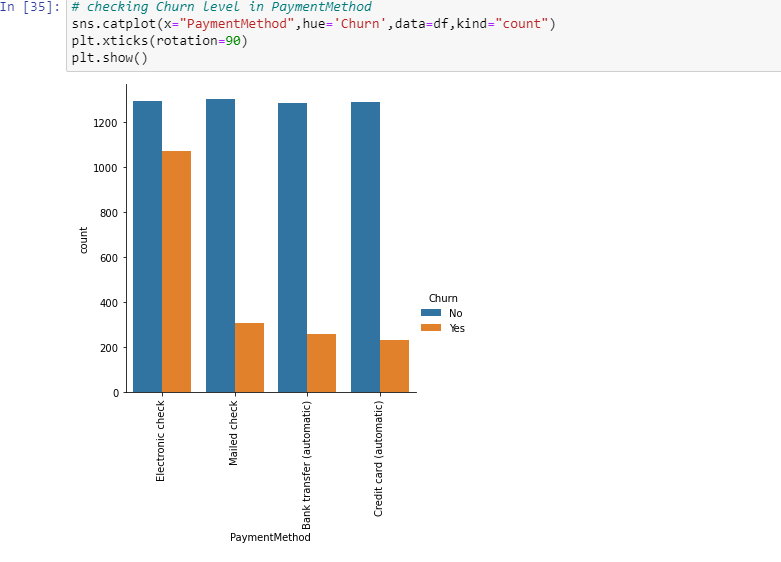 In [35]:
# checking Churn level in PaymentMethod
sns.catplot(x="PaymentMethod",hue='Churn',data=df,kind="count")
plt.xticks(rotation=90)
plt.show()
1200
1000
800
600
400
200
0
count
Churn
No
Yes
Electronic check
Mailed check
Bank transfer (automatic)
Credit card (automatic)
PaymentMethod